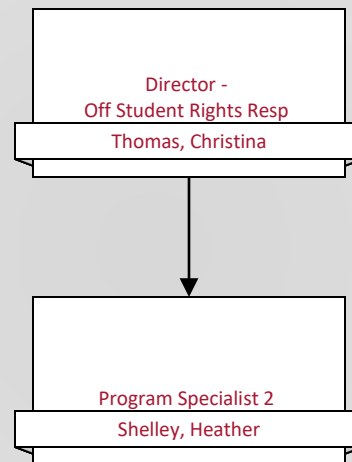 Director -
Off Student Rights Resp
Thomas, Christina
Program Specialist 2
Shelley, Heather